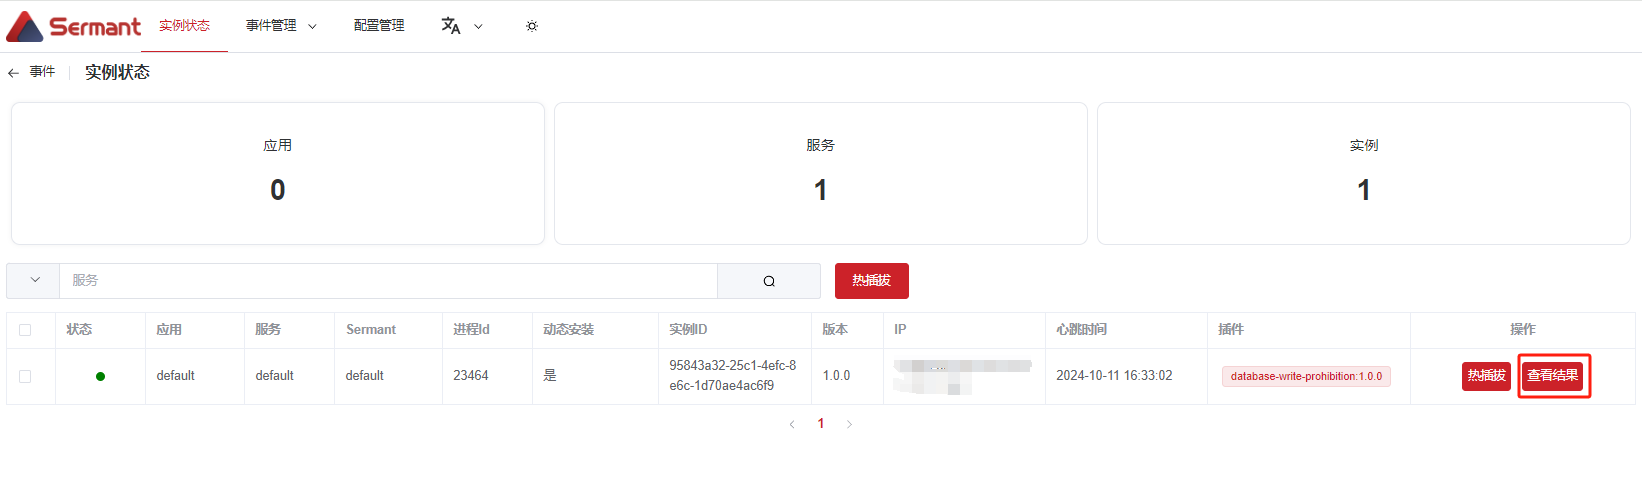 Sermant 实例状态 事件管理 配置管理
事件 实例状态
应用 服务 实例
0 1 1
服务 热插拔
状态 应用 服务 Sermant 进程Id 动态安装 实例ID 版本 IP 心跳时间 插件 操作
default default default 23464 是 95843a32-25c1-4efc-8 1.0.0 2024-10-11 16:33:02 database-write-prohibition:1.0.0 热插拔 查看结果
e6c-1d70ae4ac6f9
1